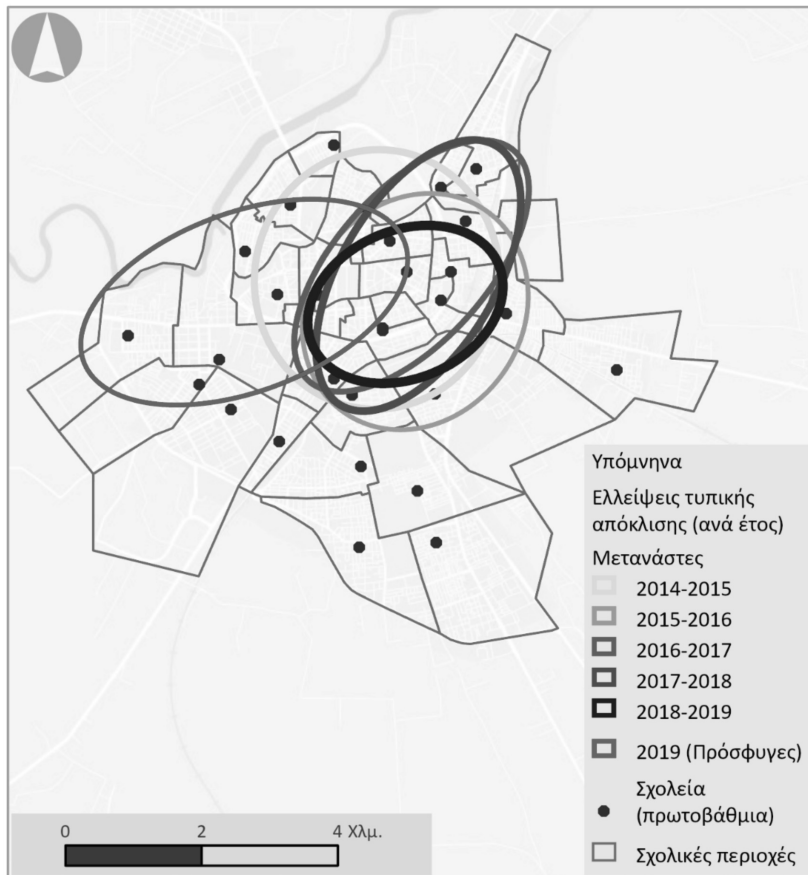 Υπόμνηνα
Ελλείψεις τυπικής
απόκλισης (ανά έτος)
Μετανάστες
2014-2015
2015-2016
2016-2017
2017-2018
2018-2019
2019 (Πρόσφυγες)
Σχολεία
(πρωτοβάθμια)
Σχολικές περιοχές
0 2 4 Χλμ.